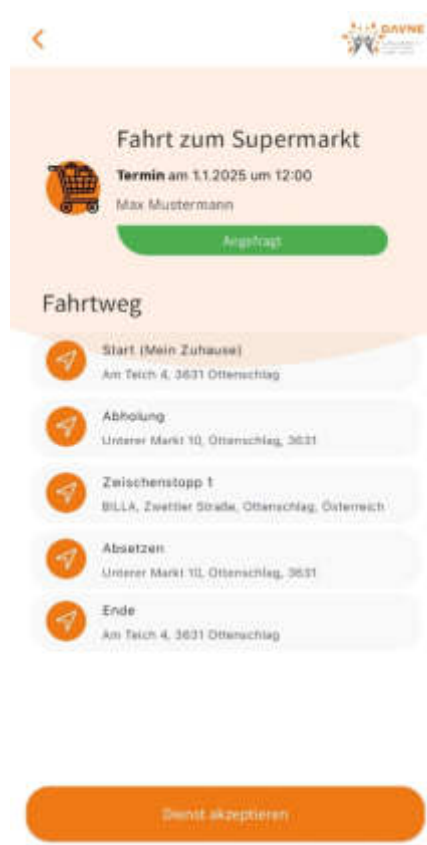 DAVNE
Fahrt zum Supermarkt
Termin am 1.1.2025 um 12:00
Max Mustermann
Angefragt
Fahrtweg
Start (Mein Zuhause)
Am Teich 4, 3631 Ottenschlag
Abholung
Unterer Markt 10, Ottenschlag, 3631
Zwischenstopp 1
BILLA, Zwettler Straße, Ottenschlag, Österreich
Absetzen
Unterer Markt 10, Ottenschlag, 3631
Ende
Am Teich 4, 3631 Ottenschlag
Dienst akzeptieren